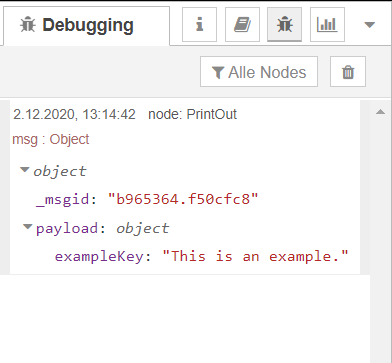 Debugging
Alle Nodes
2.12.2020, 13:14:42 node: PrintOut
msg : Object
object
_msgid: "b965364.f50cfc8"
payload: object
exampleKey: "This is an example."